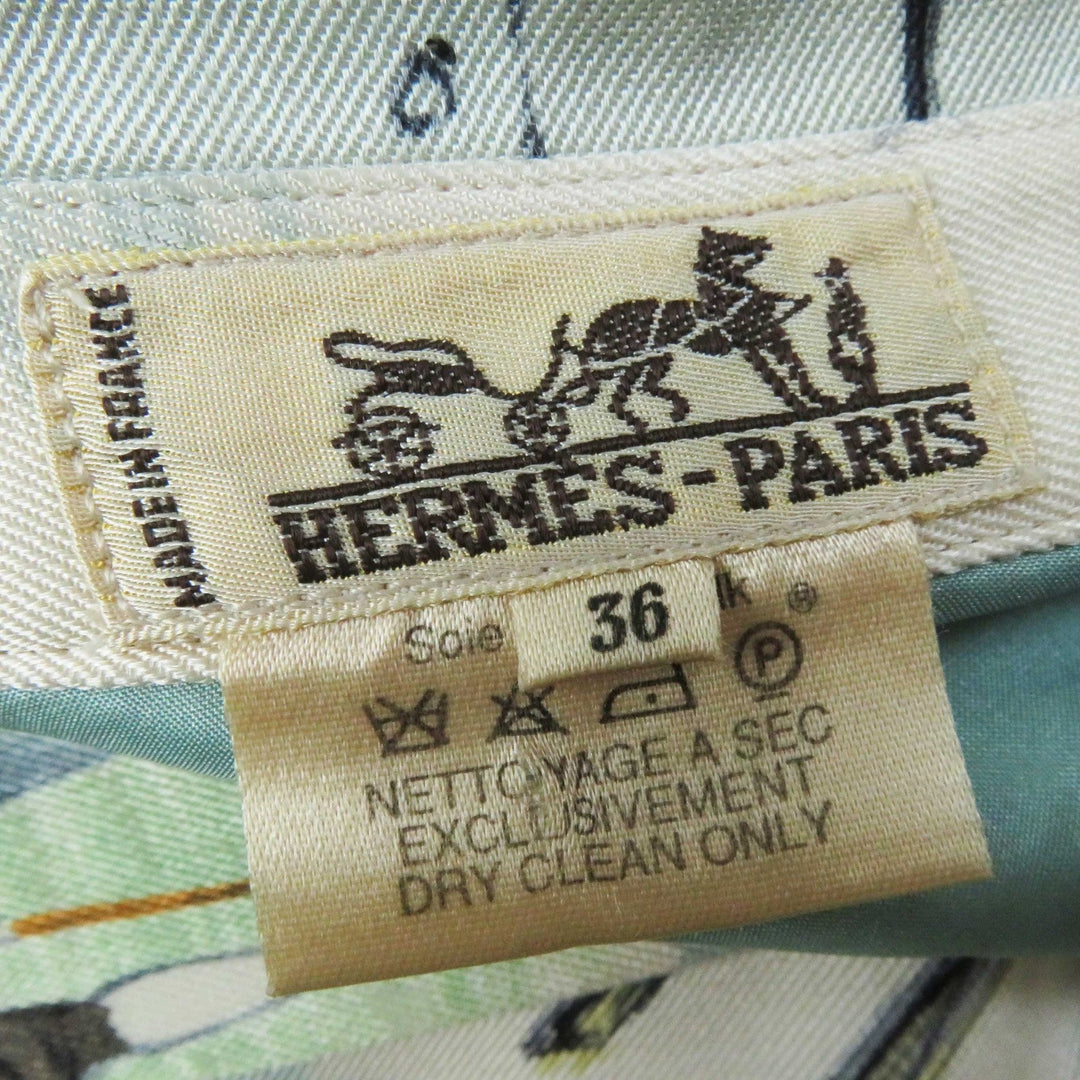 MADE IN FRANCE
HERMES-PARIS
36
Soie
lk ®
P
NETTOYAGE A SEC
EXCLUSIVEMENT
DRY CLEAN ONLY